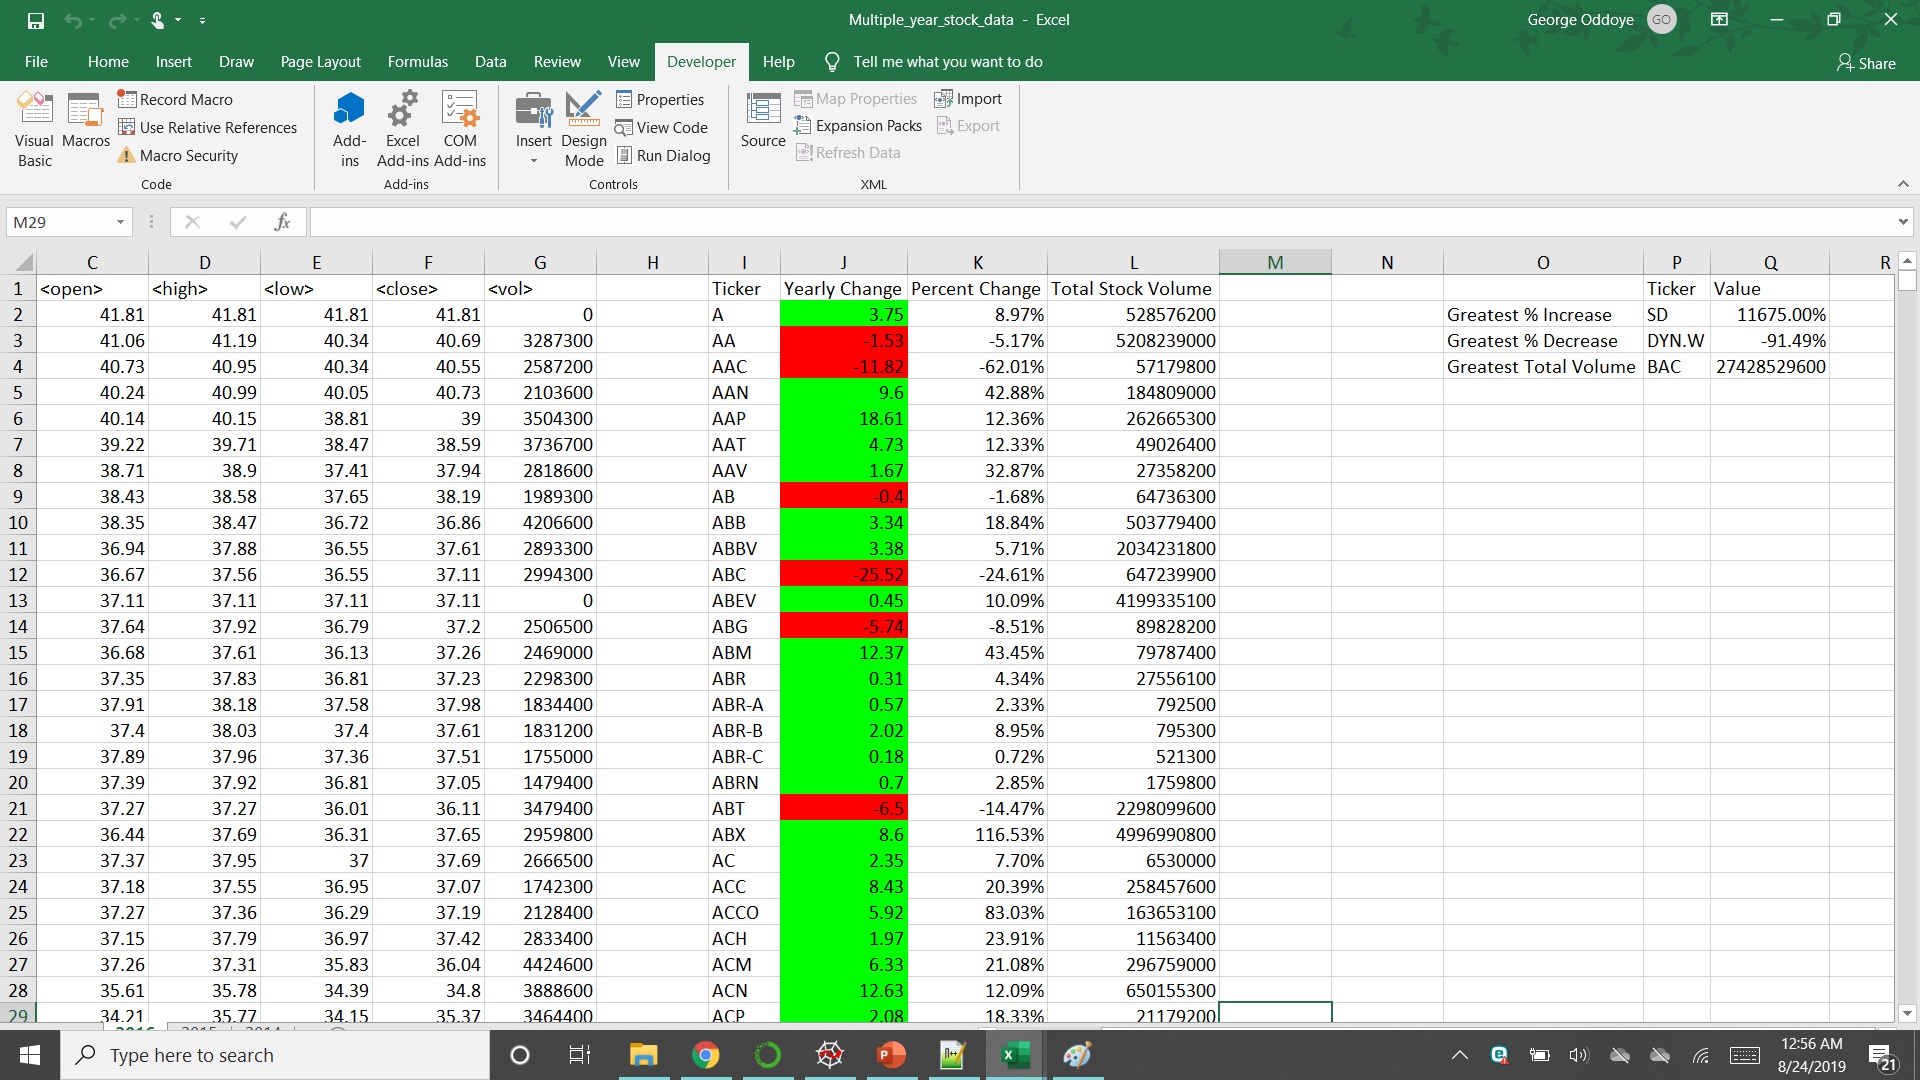 Multiple_year_stock_data - Excel
George Oddoye GO
File Home Insert Draw Page Layout Formulas Data Review View Developer Help Tell me what you want to do Share
Visual Basic
Macros
Record Macro
Use Relative References
Macro Security
Code
Add-ins
Excel Add-ins
COM Add-ins
Add-ins
Insert
Design Mode
Properties
View Code
Run Dialog
Controls
Source
Map Properties
Expansion Packs
Refresh Data
Import
Export
XML
M29
fx
C D E F G H I J K L M N O P Q R
1 <open> <high> <low> <close> <vol> Ticker Yearly Change Percent Change Total Stock Volume Ticker Value
2 41.81 41.81 41.81 41.81 0 A 3.75 8.97% 528576200 Greatest % Increase SD 11675.00%
3 41.06 41.19 40.34 40.69 3287300 AA -1.53 -5.17% 5208239000 Greatest % Decrease DYN.W -91.49%
4 40.73 40.95 40.34 40.55 2587200 AAC -11.82 -62.01% 57179800 Greatest Total Volume BAC 27428529600
5 40.24 40.99 40.05 40.73 2103600 AAN 9.6 42.88% 184809000
6 40.14 40.15 38.81 39 3504300 AAP 18.61 12.36% 262665300
7 39.22 39.71 38.47 38.59 3736700 AAT 4.73 12.33% 49026400
8 38.71 38.9 37.41 37.94 2818600 AAV 1.67 32.87% 27358200
9 38.43 38.58 37.65 38.19 1989300 AB -0.4 -1.68% 64736300
10 38.35 38.47 36.72 36.86 4206600 ABB 3.34 18.84% 503779400
11 36.94 37.88 36.55 37.61 2893300 ABBV 3.38 5.71% 2034231800
12 36.67 37.56 36.55 37.11 2994300 ABC -25.52 -24.61% 647239900
13 37.11 37.11 37.11 37.11 0 ABEV 0.45 10.09% 4199335100
14 37.64 37.92 36.79 37.2 2506500 ABG -5.74 -8.51% 89828200
15 36.68 37.61 36.13 37.26 2469000 ABM 12.37 43.45% 79787400
16 37.35 37.83 36.81 37.23 2298300 ABR 0.31 4.34% 27556100
17 37.91 38.18 37.58 37.98 1834400 ABR-A 0.57 2.33% 792500
18 37.4 38.03 37.4 37.61 1831200 ABR-B 2.02 8.95% 795300
19 37.89 37.96 37.36 37.51 1755000 ABR-C 0.18 0.72% 521300
20 37.39 37.92 36.81 37.05 1479400 ABRN 0.7 2.85% 1759800
21 37.27 37.27 36.01 36.11 3479400 ABT -6.5 -14.47% 2298099600
22 36.44 37.69 36.31 37.65 2959800 ABX 8.6 116.53% 4996990800
23 37.37 37.95 37 37.69 2666500 AC 2.35 7.70% 6530000
24 37.18 37.55 36.95 37.07 1742300 ACC 8.43 20.39% 258457600
25 37.27 37.36 36.29 37.19 2128400 ACCO 5.92 83.03% 163653100
26 37.15 37.79 36.97 37.42 2833400 ACH 1.97 23.91% 11563400
27 37.26 37.31 35.83 36.04 4424600 ACM 6.33 21.08% 296759000
28 35.61 35.78 34.39 34.8 3888600 ACN 12.63 12.09% 650155300
29 34.21 35.77 34.15 35.37 3464400 ACP 2.08 18.33% 21179200
2016 2015 2014
Type here to search
12:56 AM
8/24/2019
21